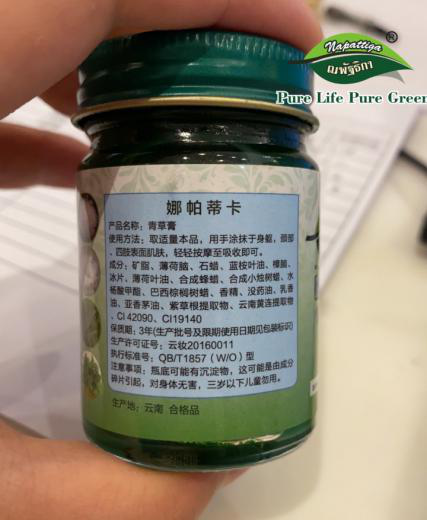 Napattiga®
ณพัฐธิกา
Pure Life Pure Green
娜帕蒂卡
产品名称：青草膏
使用方法：取适量本品，用手涂抹于身躯，颈部
、四肢表面肌肤，轻轻按摩至吸收即可。
成分：矿脂、薄荷脑、石蜡、蓝桉叶油、樟脑、
冰片、薄荷叶油、合成蜂蜡、合成小烛树蜡、水
杨酸甲酯、巴西棕榈树蜡、香精、没药油、乳香
油、亚香茅油、紫草根提取物、云南黄连提取物
、CI 42090、CI19140
保质期：3年(生产批号及限期使用日期见包装标识)
生产许可证号：云妆20160011
执行标准号：QB/T1857（W/O）型
注意事项：瓶底可能有沉淀物，这可能是由成分
碎片引起，对身体无害，三岁以下儿童勿用。
生产地：云南 合格品